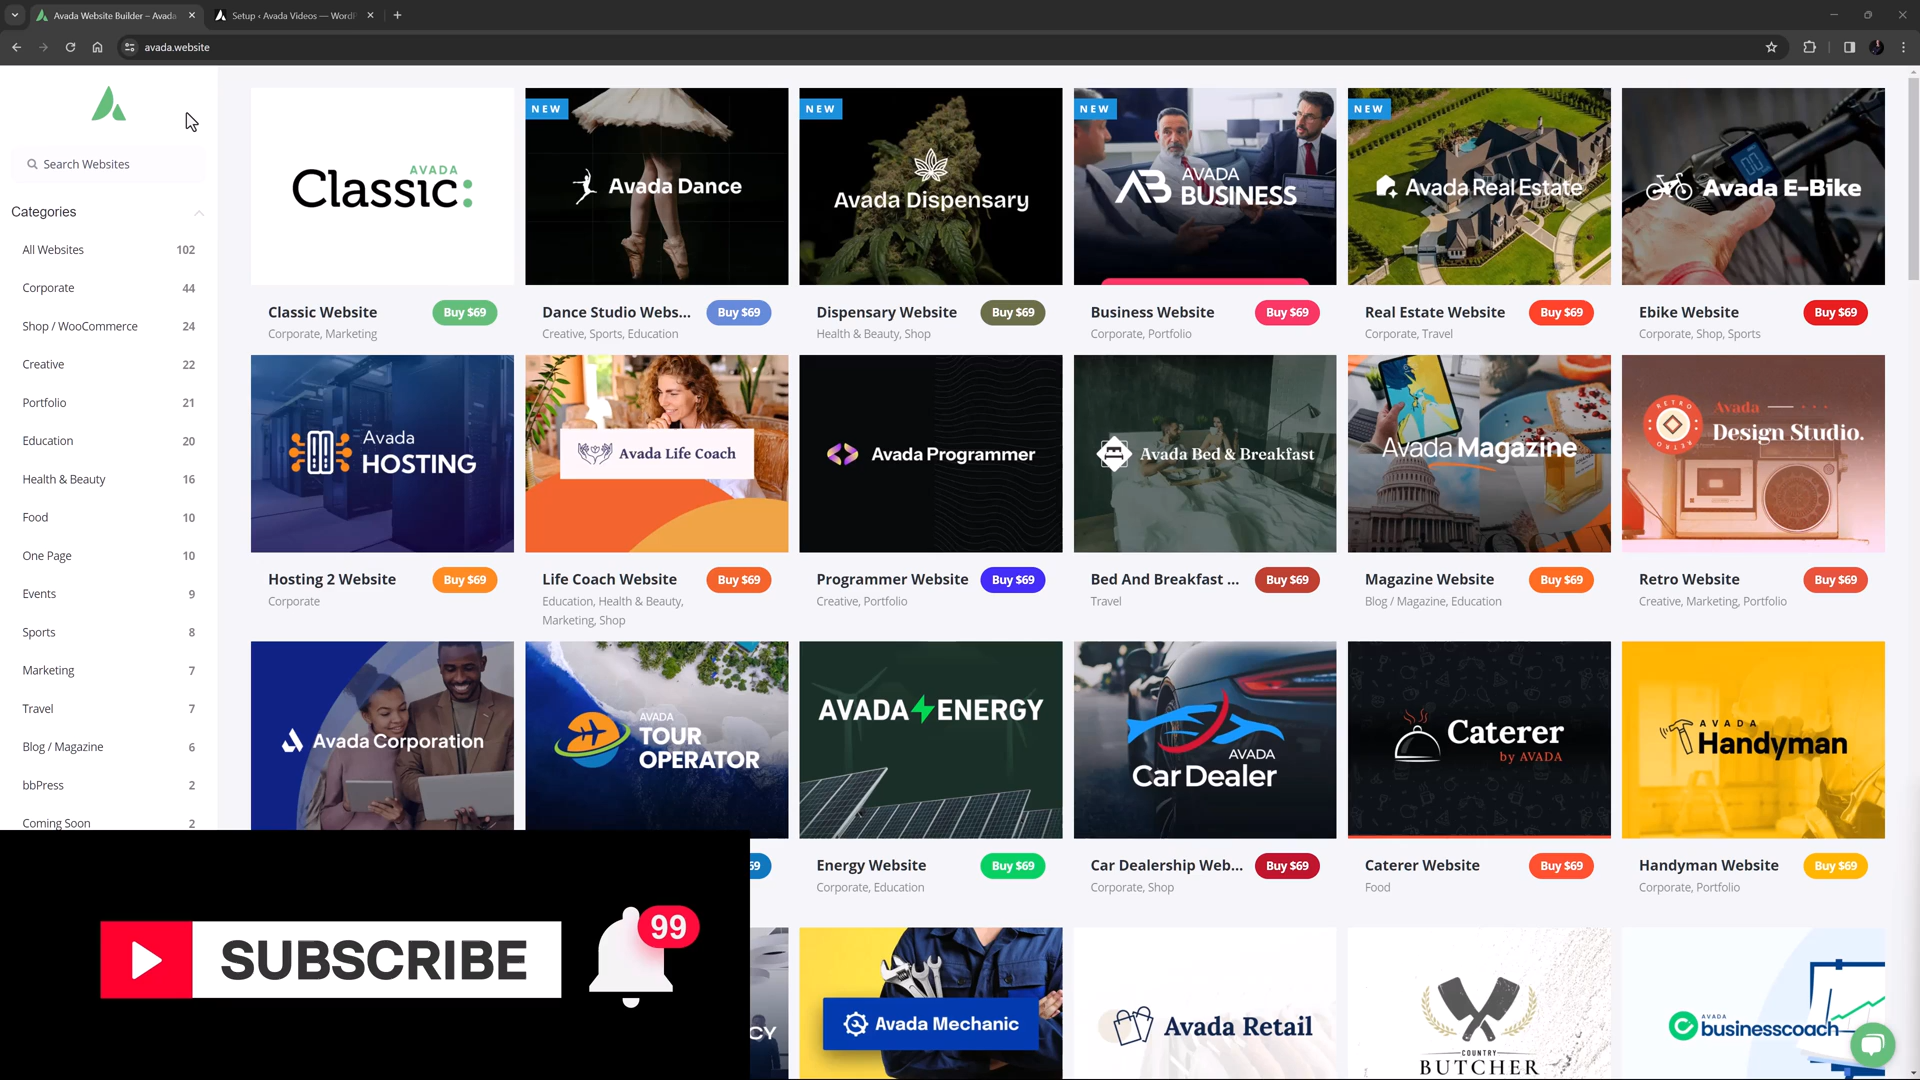 Avada Website Builder – Avada
Setup ‹ Avada Videos — WordP
avada.website
Search Websites
Categories
All Websites 102
Corporate 44
Shop / WooCommerce 24
Creative 22
Portfolio 21
Education 20
Health & Beauty 16
Food 10
One Page 10
Events 9
Sports 8
Marketing 7
Travel 7
Blog / Magazine 6
bbPress 2
Coming Soon 2
AVADA
Classic:
Classic Website Buy $69
Corporate, Marketing
NEW
Avada Dance
Dance Studio Webs... Buy $69
Creative, Sports, Education
NEW
Avada Dispensary
Dispensary Website Buy $69
Health & Beauty, Shop
NEW
AB AVADA
BUSINESS
Business Website Buy $69
Corporate, Portfolio
NEW
Avada Real Estate
Real Estate Website Buy $69
Corporate, Travel
Avada E-Bike
Ebike Website Buy $69
Corporate, Shop, Sports
Avada
HOSTING
Hosting 2 Website Buy $69
Corporate
Avada Life Coach
Life Coach Website Buy $69
Education, Health & Beauty,
Marketing, Shop
Avada Programmer
Programmer Website Buy $69
Creative, Portfolio
Avada Bed & Breakfast
Bed And Breakfast ... Buy $69
Travel
Avada Magazine
Magazine Website Buy $69
Blog / Magazine, Education
RETRO
RETRO
Avada
Design Studio.
Retro Website Buy $69
Creative, Marketing, Portfolio
Avada Corporation
AVADA
TOUR
OPERATOR
69
AVADA ENERGY
Energy Website Buy $69
Corporate, Education
AVADA
Car Dealer
Car Dealership Web... Buy $69
Corporate, Shop
Caterer
by AVADA
Caterer Website Buy $69
Food
AVADA
Handyman
Handyman Website Buy $69
Corporate, Portfolio
SUBSCRIBE
99
CY
Avada Mechanic
Avada Retail
COUNTRY
BUTCHER
AVADA
businesscoach